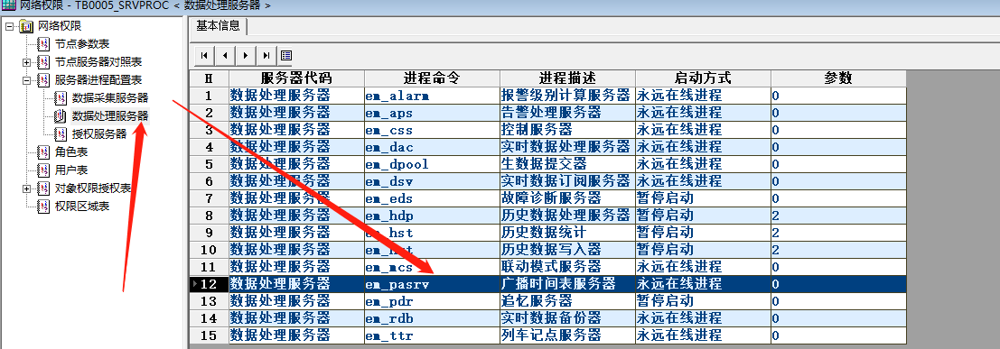 网络权限 - TB0005_SRVPROC < 数据处理服务器 >
网络权限
节点参数表
节点服务器对照表
服务器进程配置表
数据采集服务器
数据处理服务器
授权服务器
角色表
用户表
对象权限授权表
权限区域表
基本信息
H 服务器代码 进程命令 进程描述 启动方式 参数
1 数据处理服务器 em_alarm 报警级别计算服务器 永远在线进程 0
2 数据处理服务器 em_aps 告警处理服务器 永远在线进程 0
3 数据处理服务器 em_css 控制服务器 永远在线进程 0
4 数据处理服务器 em_dac 实时数据处理服务器 永远在线进程 0
5 数据处理服务器 em_dpool 生数据提交器 永远在线进程 0
6 数据处理服务器 em_dsv 实时数据订阅服务器 永远在线进程 0
7 数据处理服务器 em_eds 故障诊断服务器 暂停启动 0
8 数据处理服务器 em_hdp 历史数据处理服务器 暂停启动 2
9 数据处理服务器 em_hst 历史数据统计 暂停启动 2
10 数据处理服务器 历史数据写入器 暂停启动 2
11 数据处理服务器 em_mcs 联动模式服务器 永远在线进程 0
12 数据处理服务器 em_pasrv 广播时间表服务器 永远在线进程 0
13 数据处理服务器 em_pdr 追忆服务器 暂停启动 0
14 数据处理服务器 em_rdb 实时数据备份器 永远在线进程 0
15 数据处理服务器 em_ttr 列车记点服务器 永远在线进程 0